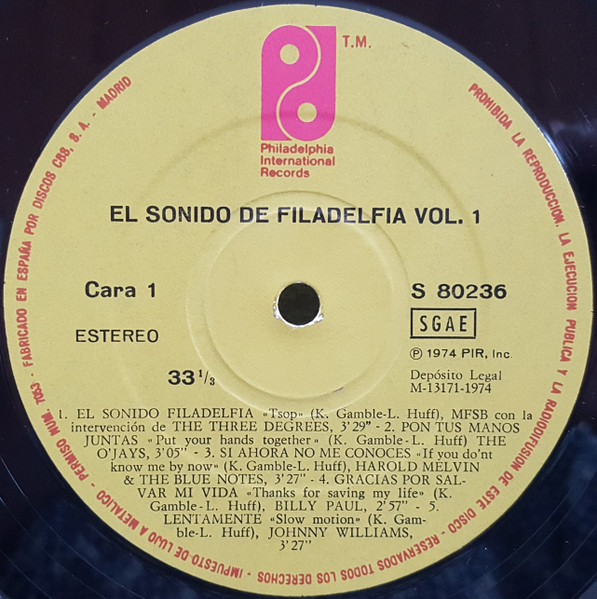 T.M.
Philadelphia
International
Records
EL SONIDO DE FILADELFIA VOL. 1
Cara 1
S 80236
ESTEREO
SGAE
℗ 1974 PIR, Inc.
33 1/3
Depósito Legal
M-13171-1974
1. EL SONIDO FILADELFIA «Tsop» (K. Gamble-L. Huff), MFSB con la
intervención de THE THREE DEGREES, 3'29" - 2. PON TUS MANOS
JUNTAS «Put your hands together» (K. Gamble-L. Huff) THE
O'JAYS, 3'05" - 3. SI AHORA NO ME CONOCES «If you do'nt
know me by now» (K. Gamble-L. Huff), HAROLD MELVIN
& THE BLUE NOTES, 3'27" - 4. GRACIAS POR SAL-
VAR MI VIDA «Thanks for saving my life» (K.
Gamble-L. Huff), BILLY PAUL, 2'57" - 5.
LENTAMENTE «Slow motion» (K. Gam-
ble-L. Huff), JOHNNY WILLIAMS,
3'27"
PROHIBIDA LA REPRODUCCION, LA EJECUCION PUBLICA Y LA RADIODIFUSION DE ESTE DISCO - RESERVADOS TODOS LOS DERECHOS - IMPUESTO DE LUJO A METALICO - PERMISO NUM. 7053 - FABRICADO EN ESPAÑA POR DISCOS CBS, S. A. - MADRID